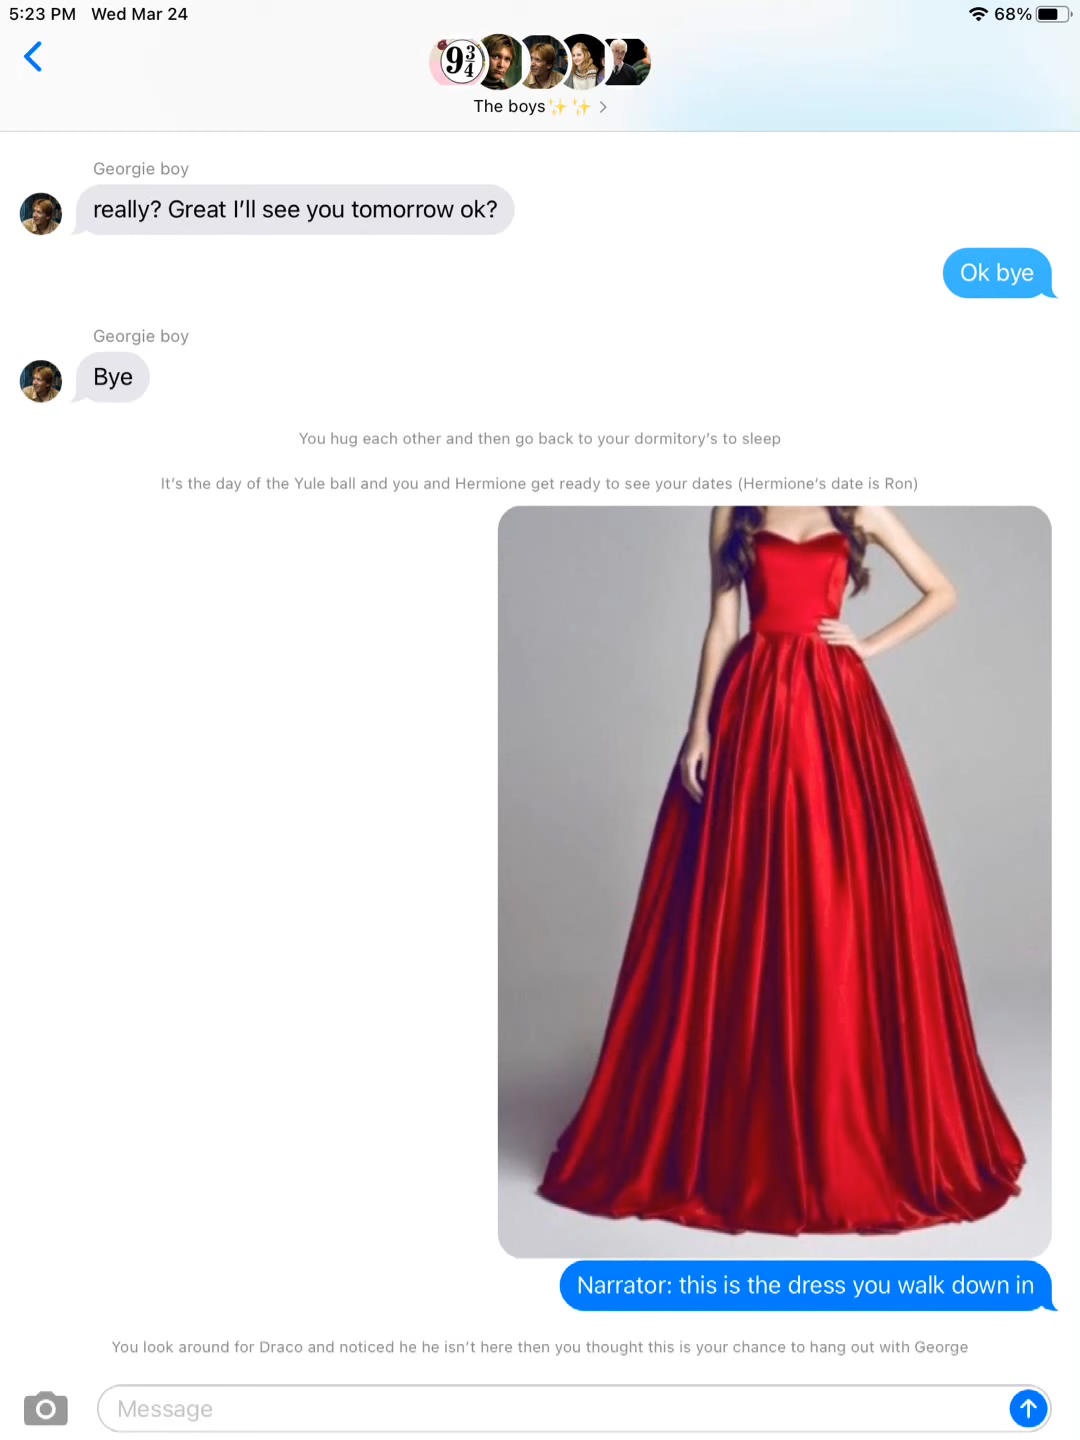 5:23 PM Wed Mar 24
68%
9¾
The boys✨✨ >
Georgie boy
really? Great I'll see you tomorrow ok?
Ok bye
Georgie boy
Bye
You hug each other and then go back to your dormitory's to sleep
It's the day of the Yule ball and you and Hermione get ready to see your dates (Hermione's date is Ron)
Narrator: this is the dress you walk down in
You look around for Draco and noticed he he isn't here then you thought this is your chance to hang out with George
Message